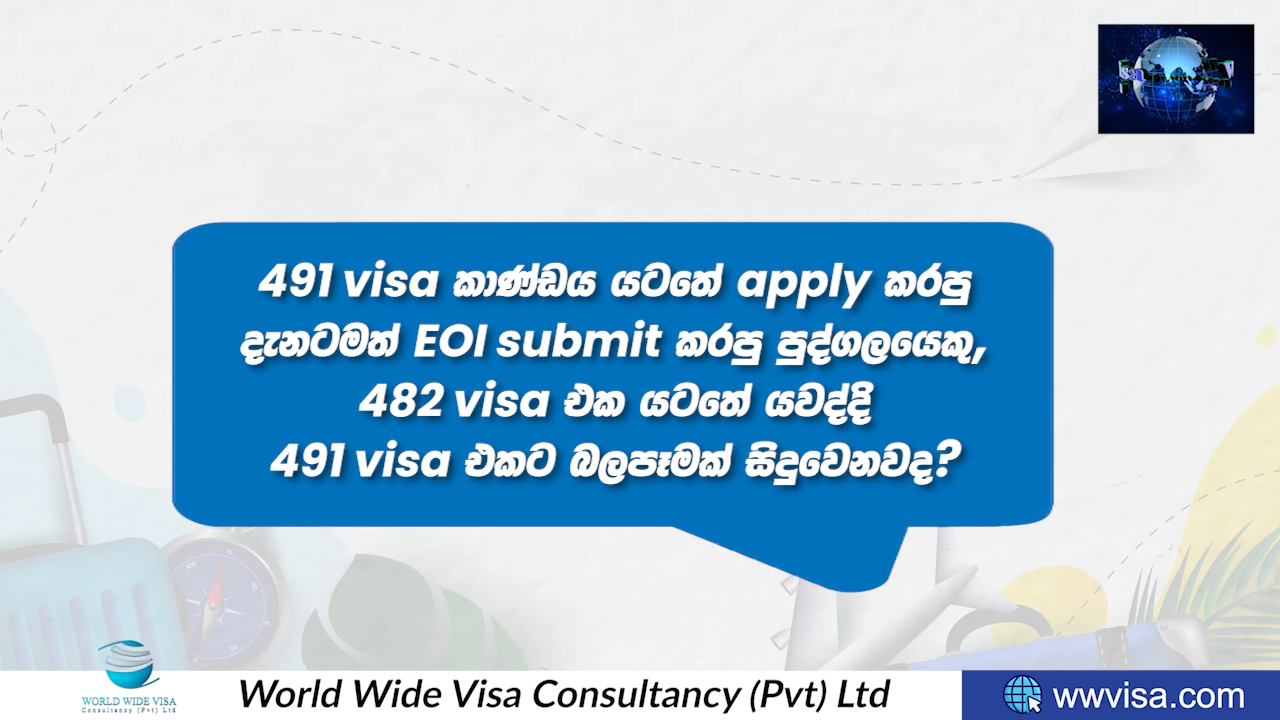 491 visa කාණ්ඩය යටතේ apply කරපු
දැනටමත් EOI submit කරපු පුද්ගලයෙකු,
482 visa එක යටතේ යවද්දි
491 visa එකට බලපෑමක් සිදුවෙනවද?
WORLD WIDE VISA
Consultancy (Pvt) Ltd
World Wide Visa Consultancy (Pvt) Ltd
wwvisa.com